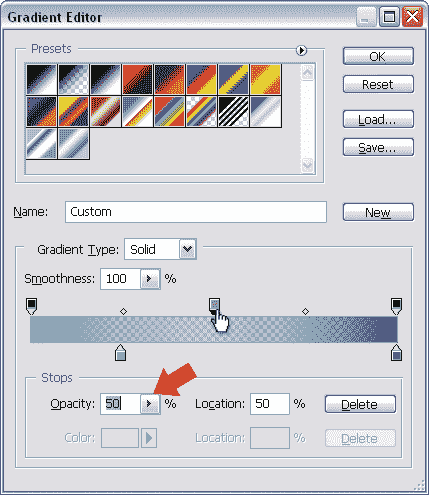 Gradient Editor
Presets
OK
Reset
Load...
Save...
Name: Custom
New
Gradient Type: Solid
Smoothness: 100 %
Stops
Opacity: 50 % Location: 50 % Delete
Color: Location: % Delete